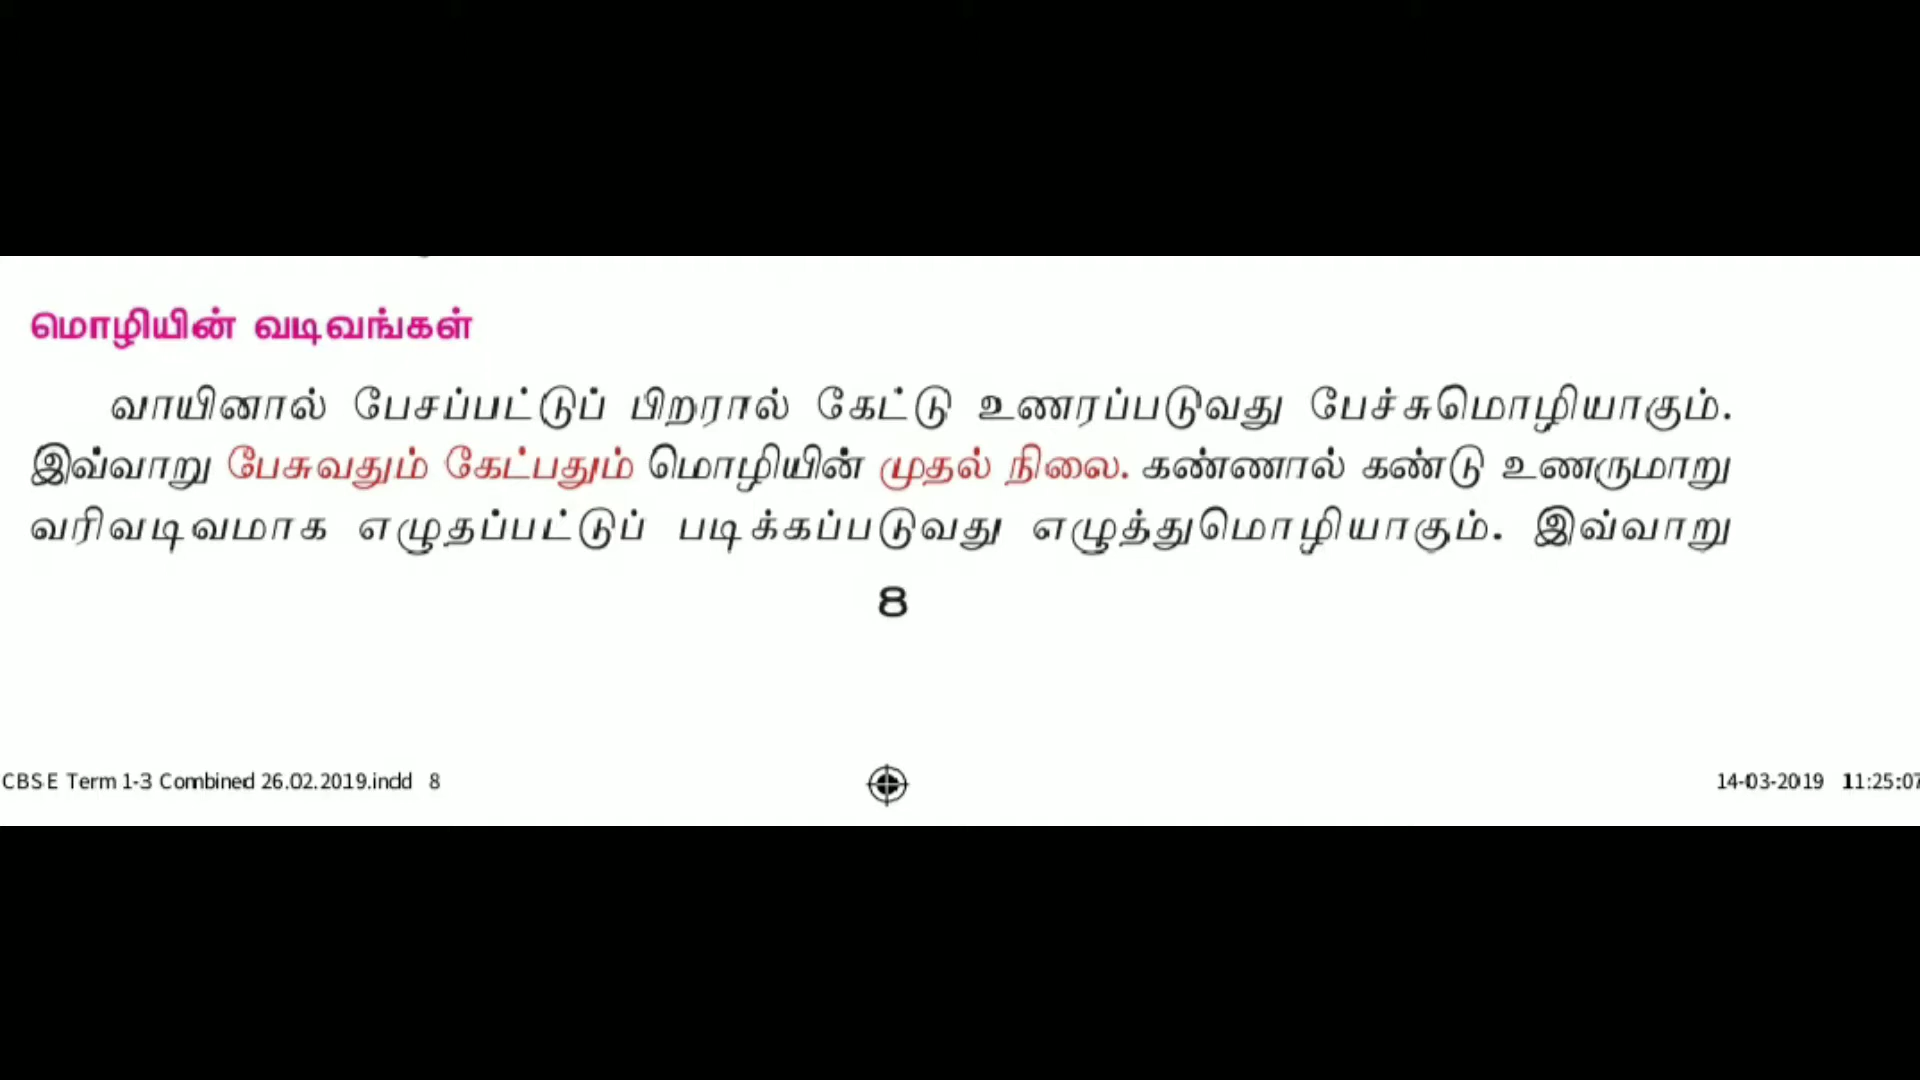 மொழியின் வடிவங்கள்
வாயினால் பேசப்பட்டுப் பிறரால் கேட்டு உணரப்படுவது பேச்சுமொழியாகும்.
இவ்வாறு பேசுவதும் கேட்பதும் மொழியின் முதல் நிலை. கண்ணால் கண்டு உணருமாறு
வரிவடிவமாக எழுதப்பட்டுப் படிக்கப்படுவது எழுத்துமொழியாகும். இவ்வாறு
8
CBSE Term 1-3 Combined 26.02.2019.indd 8
14-03-2019 11:25:07